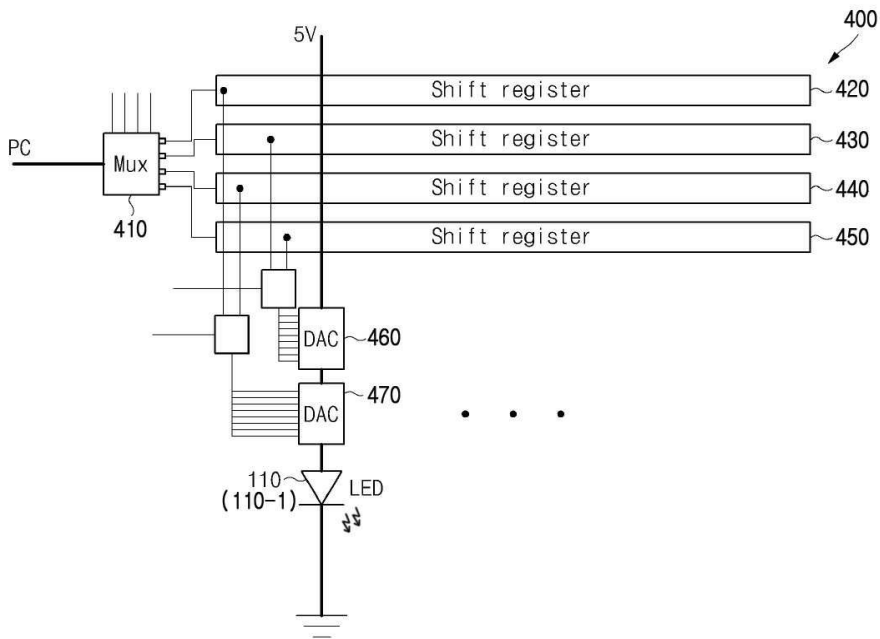 400
5V
Shift register 420
PC
Mux
Shift register 430
Shift register 440
410
Shift register 450
DAC 460
DAC 470
110
(110-1)
LED